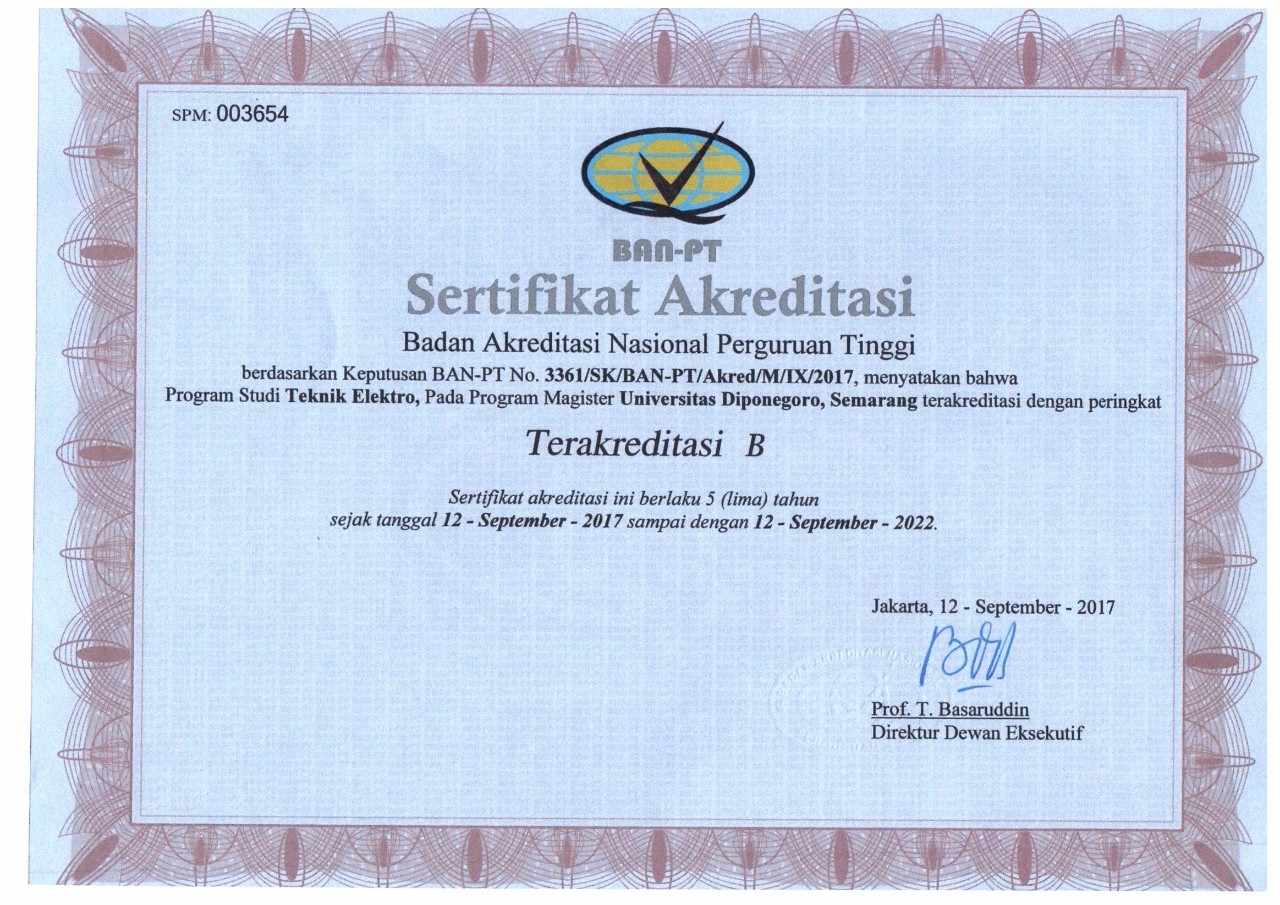 SPM: 003654
BAN-PT
Sertifikat Akreditasi
Badan Akreditasi Nasional Perguruan Tinggi
berdasarkan Keputusan BAN-PT No. 3361/SK/BAN-PT/Akred/M/IX/2017, menyatakan bahwa
Program Studi Teknik Elektro, Pada Program Magister Universitas Diponegoro, Semarang terakreditasi dengan peringkat
Terakreditasi B
Sertifikat akreditasi ini berlaku 5 (lima) tahun
sejak tanggal 12 - September - 2017 sampai dengan 12 - September - 2022.
Jakarta, 12 - September - 2017
Prof. T. Basaruddin
Direktur Dewan Eksekutif